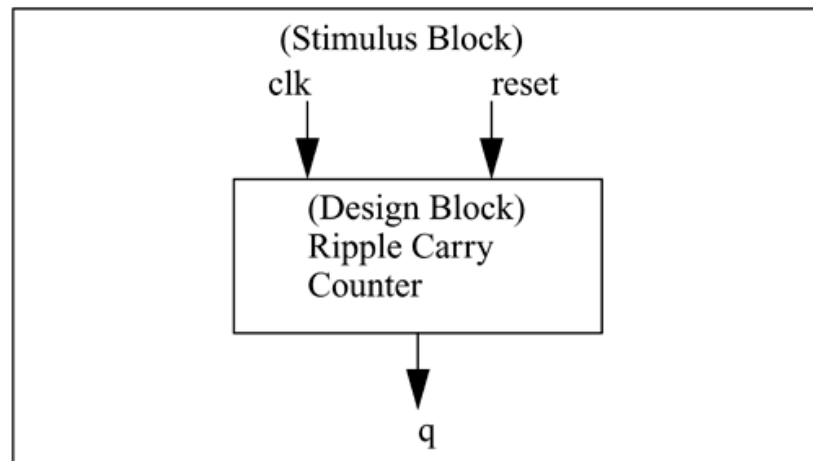 (Stimulus Block)
clk reset
(Design Block)
Ripple Carry
Counter
q